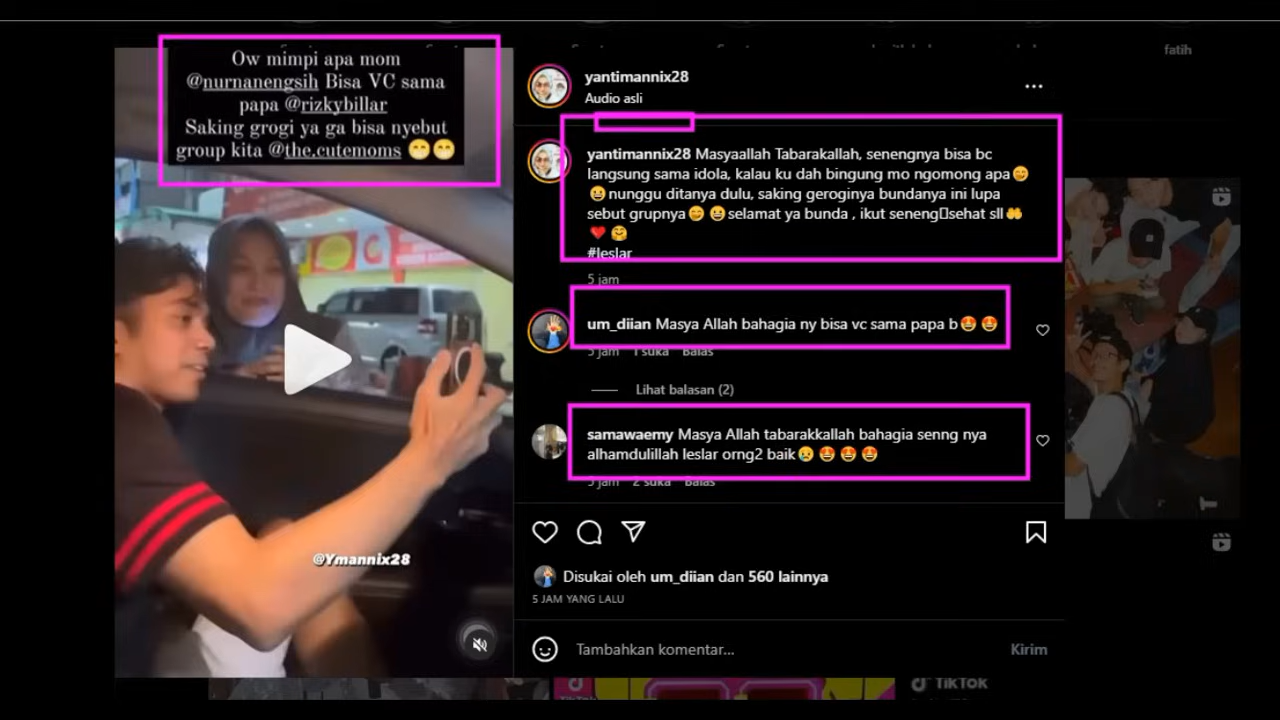 Ow mimpi apa mom
@nurnanengsih Bisa VC sama
papa @rizkybillar
Saking grogi ya ga bisa nyebut
group kita @the.cutemoms 😁😁
@Ymannix28
fatih
yantimannix28
Audio asli
yantimannix28 Masyaallah Tabarakallah, senengnya bisa bc
langsung sama idola, kalau ku dah bingung mo ngomong apa😊
😀nunggu ditanya dulu, saking geroginya bundanya ini lupa
sebut grupnya😊😀selamat ya bunda , ikut seneng▯sehat sll🤲
❤️🤗
#leslar
5 jam
um_diian Masya Allah bahagia ny bisa vc sama papa b🤩🤩
5 jam 1 suka Balas
Lihat balasan (2)
samawaemy Masya Allah tabarakkallah bahagia senng nya
alhamdulillah leslar orng2 baik😢🤩🤩🤩
5 jam 2 suka Balas
Disukai oleh um_diian dan 560 lainnya
5 JAM YANG LALU
Tambahkan komentar...
Kirim
TikTok
TikTok